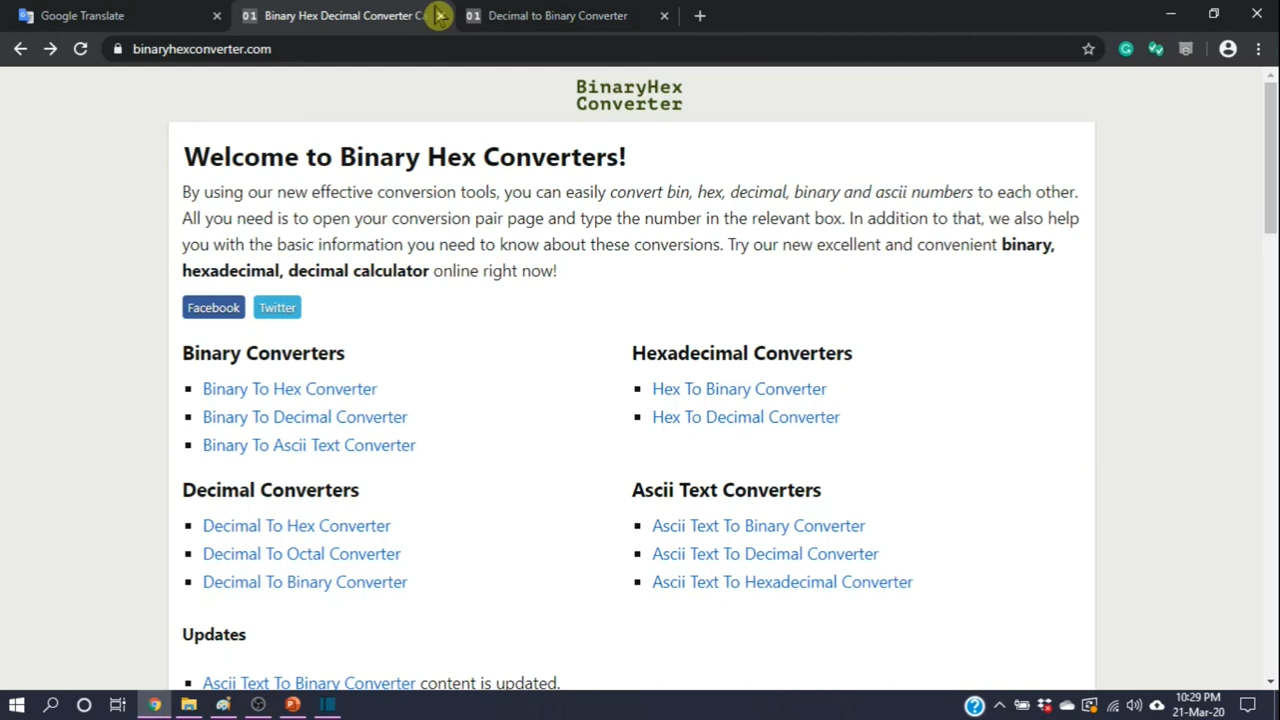 Google Translate
Binary Hex Decimal Converter
Decimal to Binary Converter
binaryhexconverter.com
BinaryHex
Converter
Welcome to Binary Hex Converters!
By using our new effective conversion tools, you can easily convert bin, hex, decimal, binary and ascii numbers to each other.
All you need is to open your conversion pair page and type the number in the relevant box. In addition to that, we also help
you with the basic information you need to know about these conversions. Try our new excellent and convenient binary,
hexadecimal, decimal calculator online right now!
Facebook Twitter
Binary Converters
Binary To Hex Converter
Binary To Decimal Converter
Binary To Ascii Text Converter
Hexadecimal Converters
Hex To Binary Converter
Hex To Decimal Converter
Decimal Converters
Decimal To Hex Converter
Decimal To Octal Converter
Decimal To Binary Converter
Ascii Text Converters
Ascii Text To Binary Converter
Ascii Text To Decimal Converter
Ascii Text To Hexadecimal Converter
Updates
Ascii Text To Binary Converter content is updated.
10:29 PM
21-Mar-20